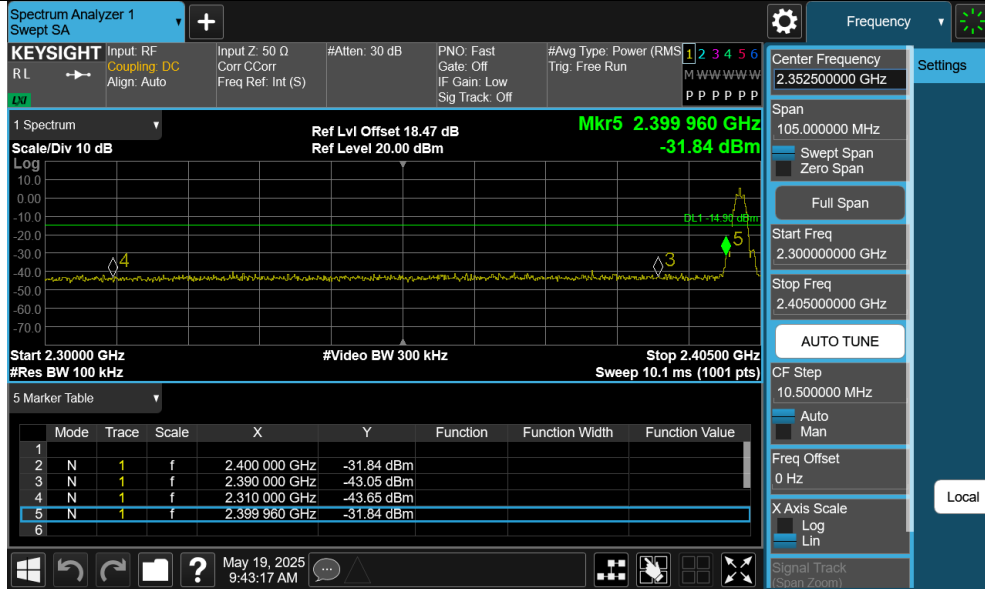 Spectrum Analyzer 1
Swept SA
Frequency
KEYSIGHT
RL
LXI
Input: RF
Coupling: DC
Align: Auto
Input Z: 50 Ω
Corr CCorr
Freq Ref: Int (S)
#Atten: 30 dB
PNO: Fast
Gate: Off
IF Gain: Low
Sig Track: Off
#Avg Type: Power (RMS
Trig: Free Run
1 2 3 4 5 6
M W W W W W
P P P P P P
1 Spectrum
Scale/Div 10 dB
Ref Lvl Offset 18.47 dB
Ref Level 20.00 dBm
Mkr5 2.399 960 GHz
-31.84 dBm
Log
10.0
0.00
-10.0
-20.0
-30.0
-40.0
-50.0
-60.0
-70.0
DL1 -14.90 dBm
4
3
5
Start 2.30000 GHz
#Video BW 300 kHz
Stop 2.40500 GHz
#Res BW 100 kHz
Sweep 10.1 ms (1001 pts)
5 Marker Table
Mode Trace Scale X Y Function Function Width Function Value
1
2 N 1 f 2.400 000 GHz -31.84 dBm
3 N 1 f 2.390 000 GHz -43.05 dBm
4 N 1 f 2.310 000 GHz -43.65 dBm
5 N 1 f 2.399 960 GHz -31.84 dBm
6
?
May 19, 2025
9:43:17 AM
Center Frequency
2.352500000 GHz
Span
105.000000 MHz
Swept Span
Zero Span
Full Span
Start Freq
2.300000000 GHz
Stop Freq
2.405000000 GHz
AUTO TUNE
CF Step
10.500000 MHz
Auto
Man
Freq Offset
0 Hz
X Axis Scale
Log
Lin
Signal Track
(Span Zoom)
Settings
Local